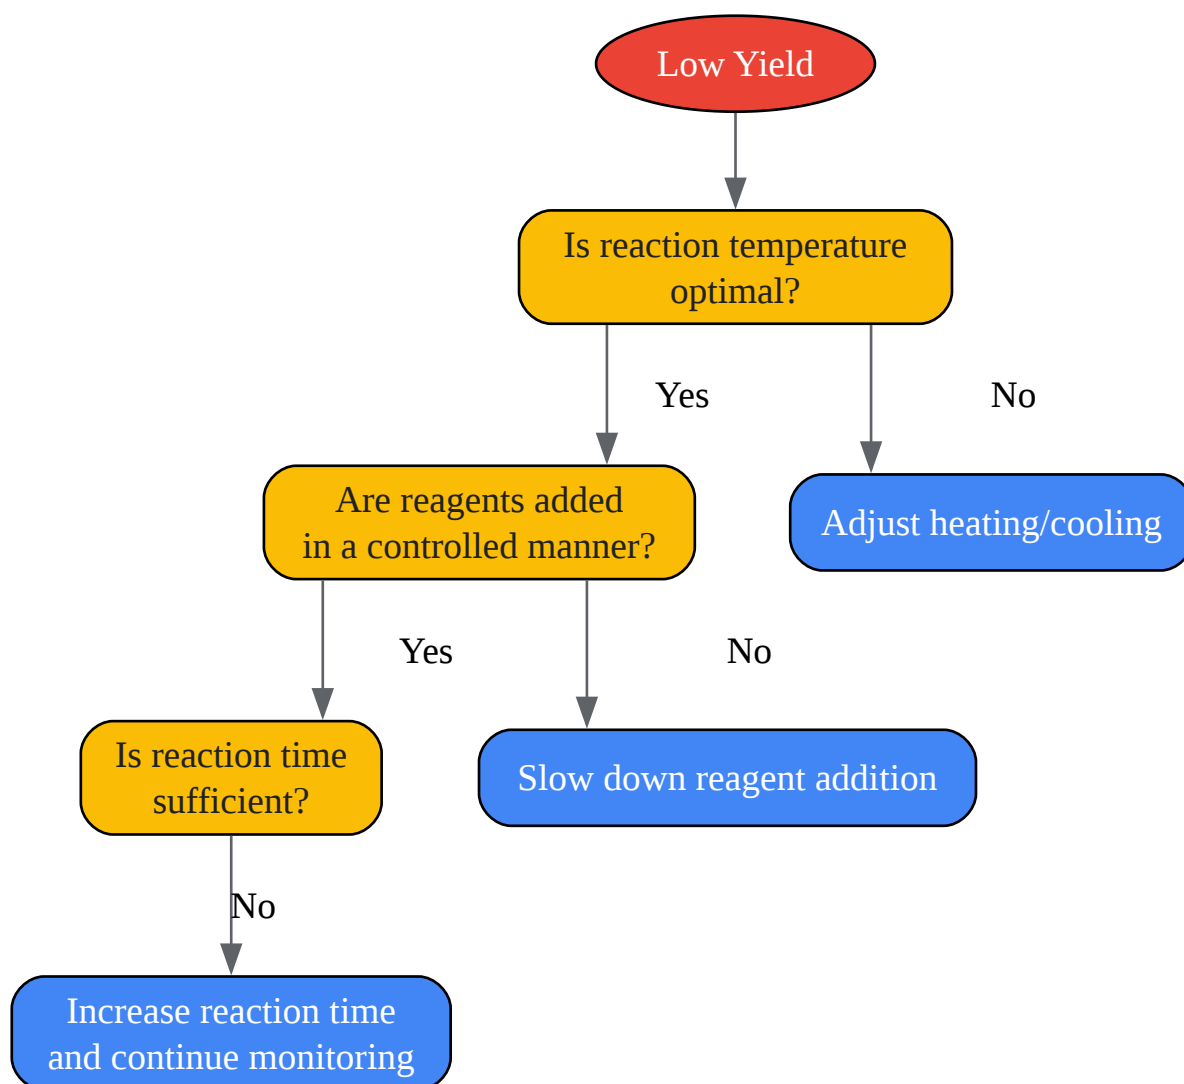 Low Yield
Is reaction temperature
optimal?
Yes
No
Are reagents added
in a controlled manner?
Adjust heating/cooling
Yes
No
Is reaction time
sufficient?
Slow down reagent addition
No
Increase reaction time
and continue monitoring